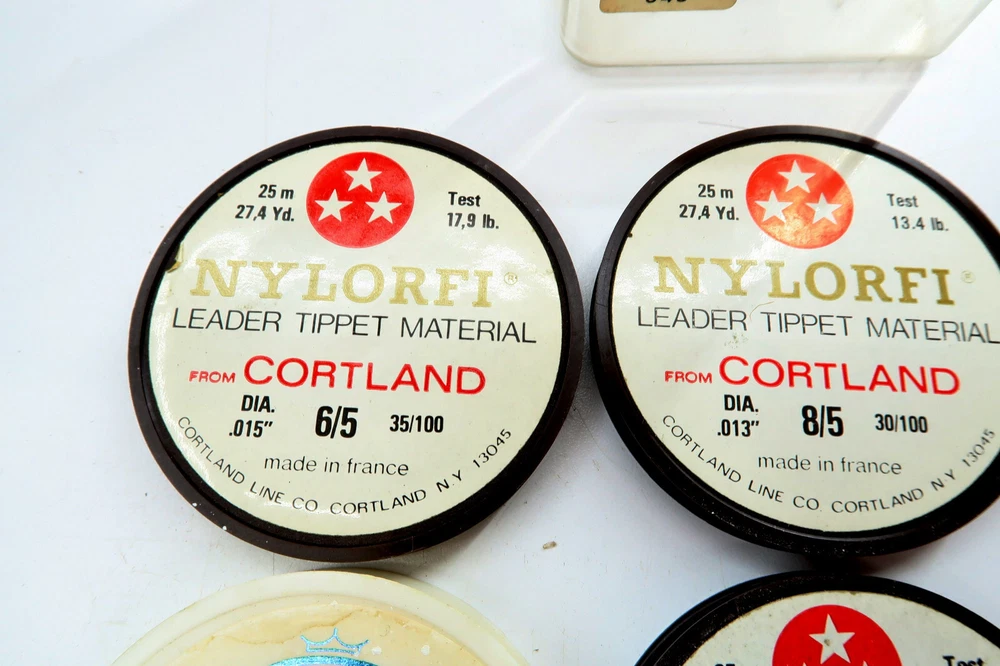 25 m
27,4 Yd.
Test
17,9 lb.
NYLORFI®
LEADER TIPPET MATERIAL
FROM CORTLAND
DIA.
.015”
6/5
35/100
made in france
CORTLAND LINE CO. CORTLAND N.Y 13045
25 m
27,4 Yd.
Test
13.4 lb.
NYLORFI®
LEADER TIPPET MATERIAL
FROM CORTLAND
DIA.
.013”
8/5
30/100
made in france
CORTLAND LINE CO. CORTLAND N.Y 13045
Test